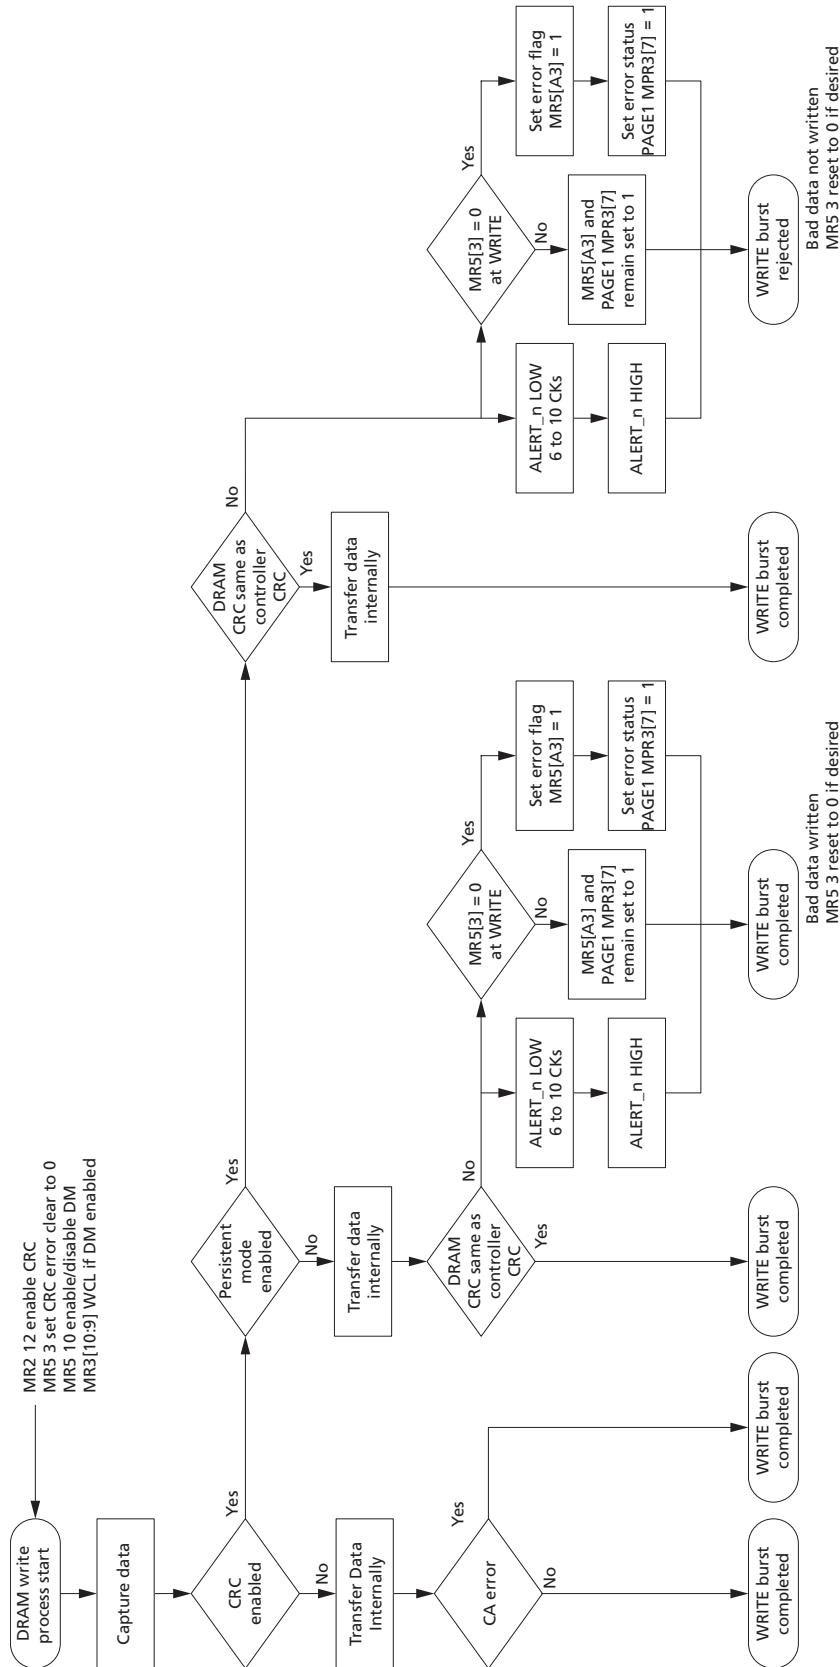 DRAM write
process start
MR2 12 enable CRC
MR5 3 set CRC error clear to 0
MR5 10 enable/disable DM
MR3[10:9] WCL if DM enabled
Capture data
CRC
enabled
Yes
No
Persistent
mode
enabled
Yes
No
DRAM
CRC same as
controller
CRC
No
Yes
Transfer Data
Internally
Transfer data
internally
Transfer data
internally
CA error
Yes
No
DRAM
CRC same as
controller
CRC
No
Yes
MR5[3] = 0
at WRITE
Yes
No
MR5[3] = 0
at WRITE
Yes
No
ALERT_n LOW
6 to 10 CKs
MR5[A3] and
PAGE1 MPR3[7]
remain set to 1
Set error flag
MR5[A3] = 1
ALERT_n LOW
6 to 10 CKs
MR5[A3] and
PAGE1 MPR3[7]
remain set to 1
Set error flag
MR5[A3] = 1
ALERT_n HIGH
Set error status
PAGE1 MPR3[7] = 1
ALERT_n HIGH
Set error status
PAGE1 MPR3[7] = 1
WRITE burst
completed
WRITE burst
completed
WRITE burst
completed
WRITE burst
completed
WRITE burst
completed
WRITE burst
rejected
Bad data written
MR5 3 reset to 0 if desired
Bad data not written
MR5 3 reset to 0 if desired